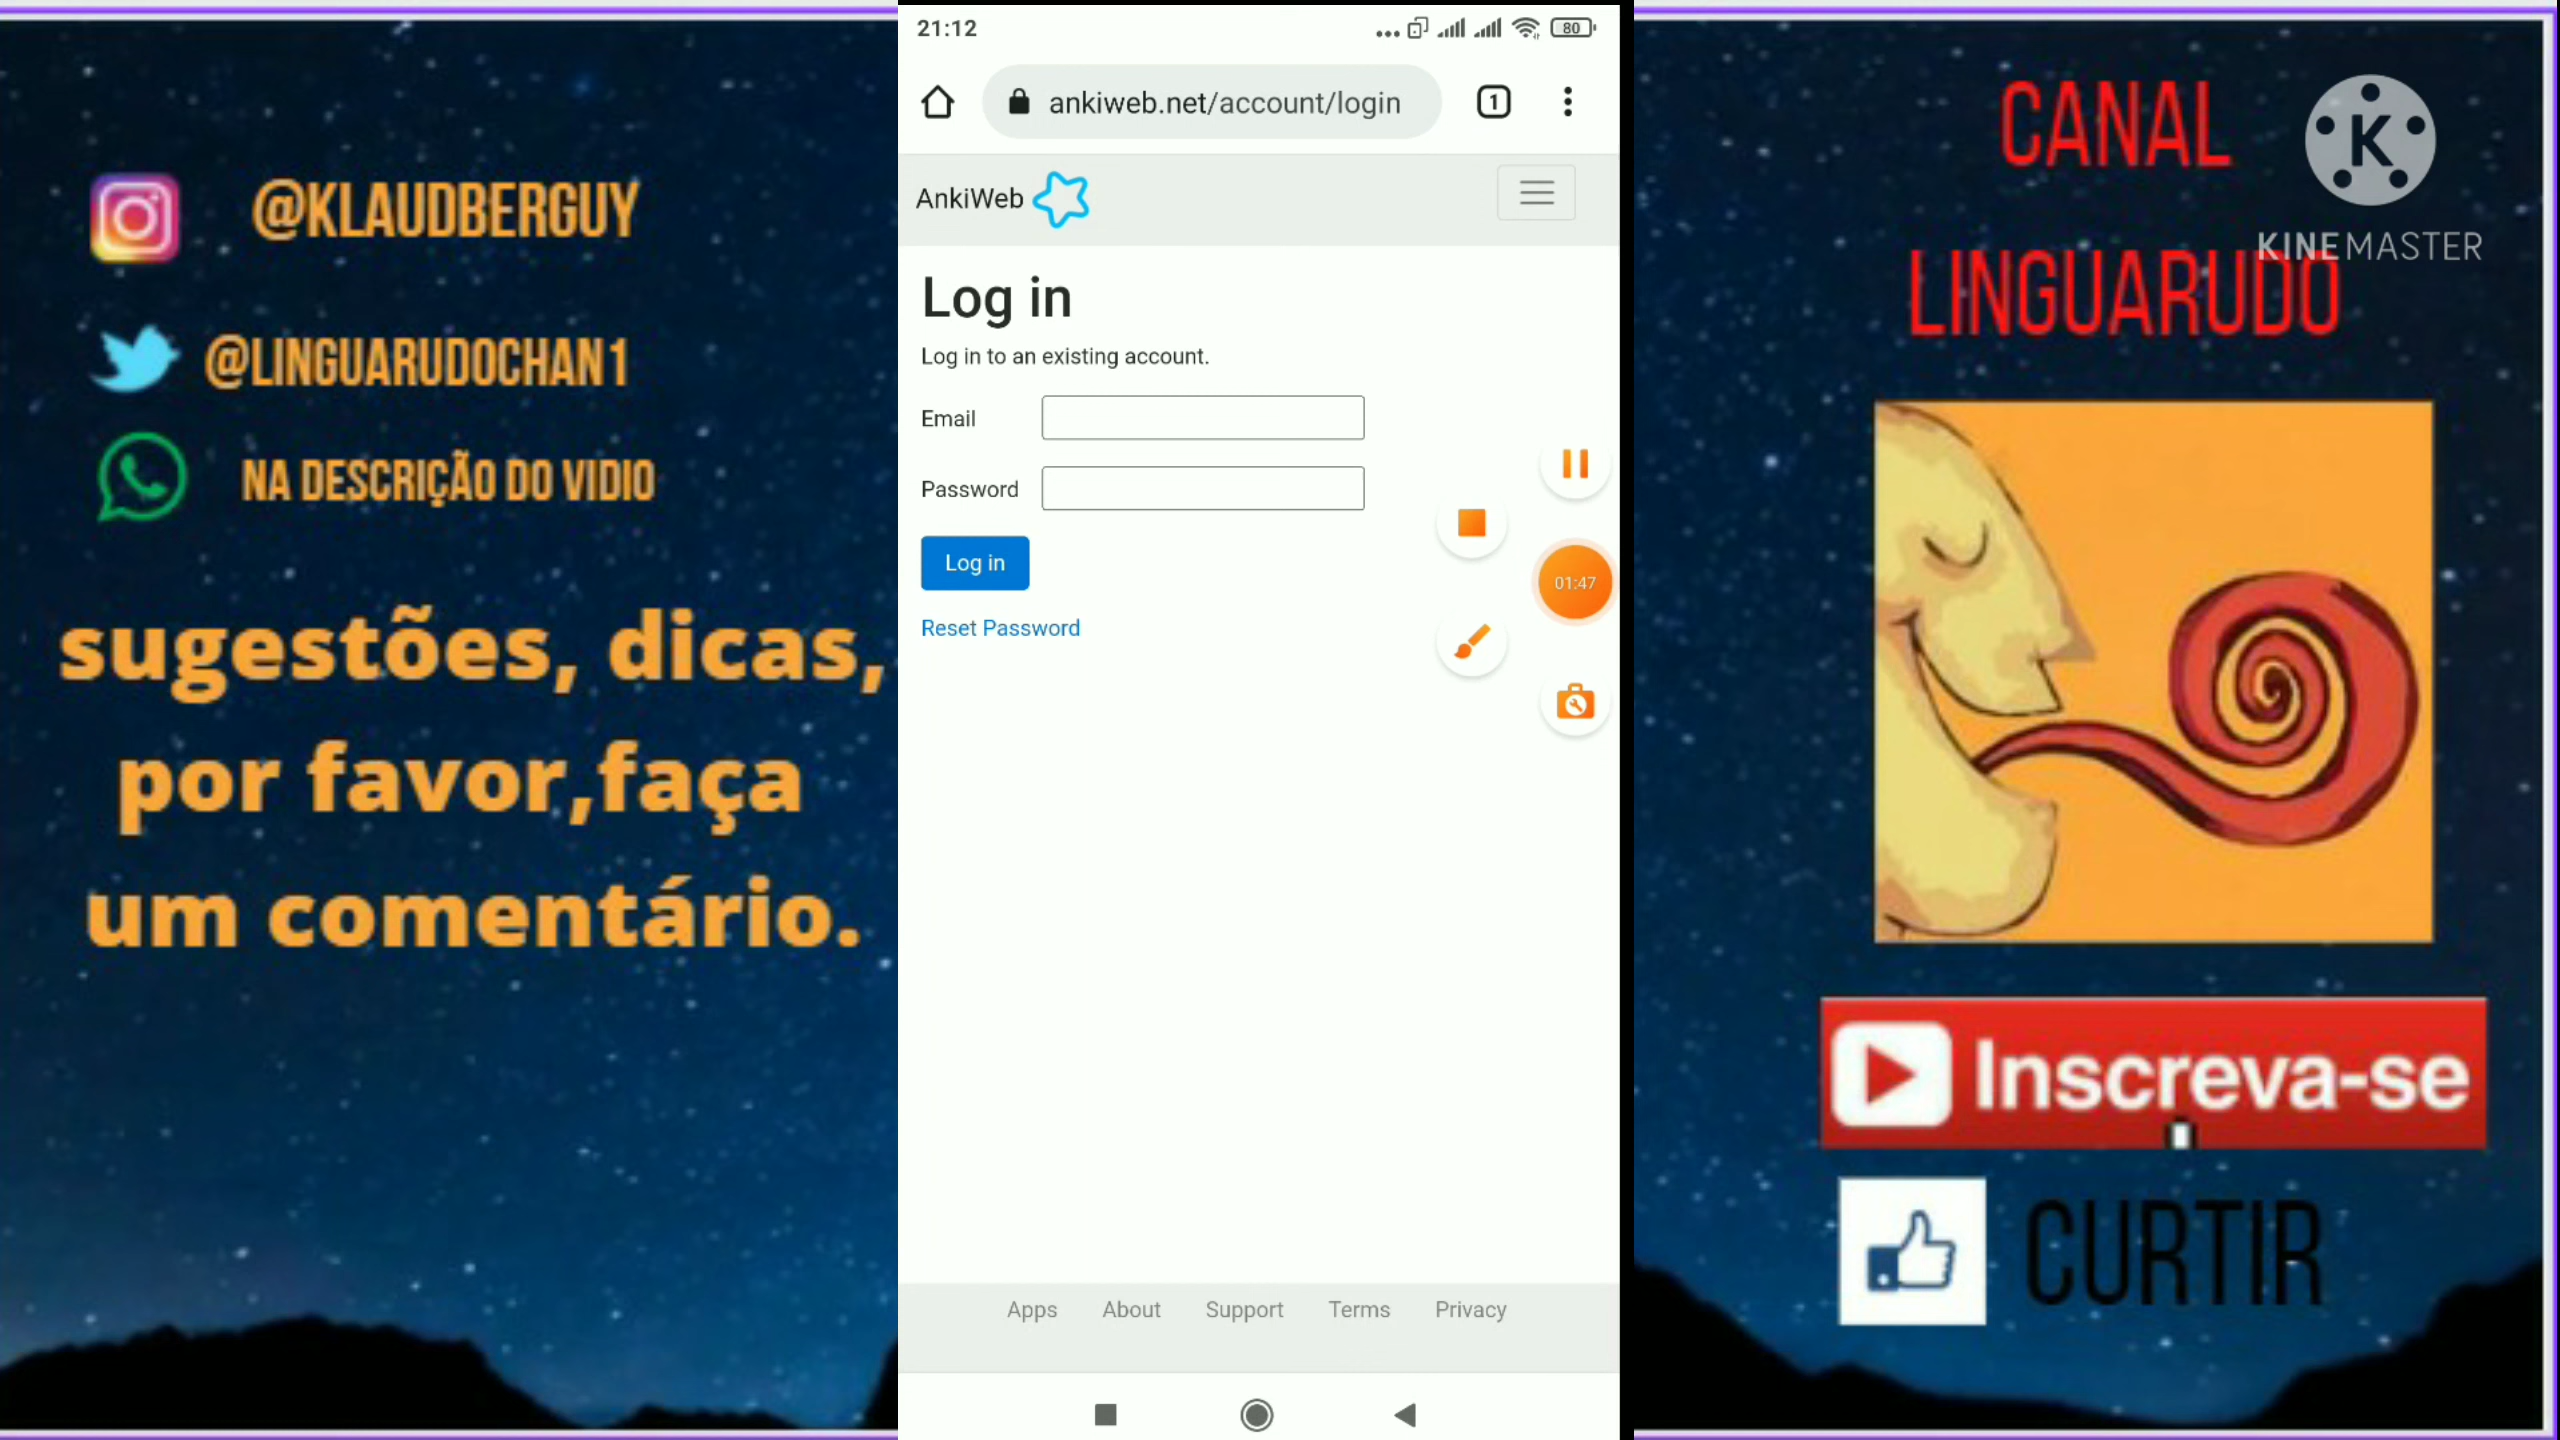 @KLAUDBERGUY
@LINGUARUDOCHAN1
NA DESCRIÇÃO DO VIDIO
sugestões, dicas,
por favor,faça
um comentário.
21:12
80
ankiweb.net/account/login
1
AnkiWeb
Log in
Log in to an existing account.
Email
Password
Log in
Reset Password
01:47
Apps About Support Terms Privacy
CANAL
LINGUARUDO
K
KINEMASTER
Inscreva-se
CURTIR